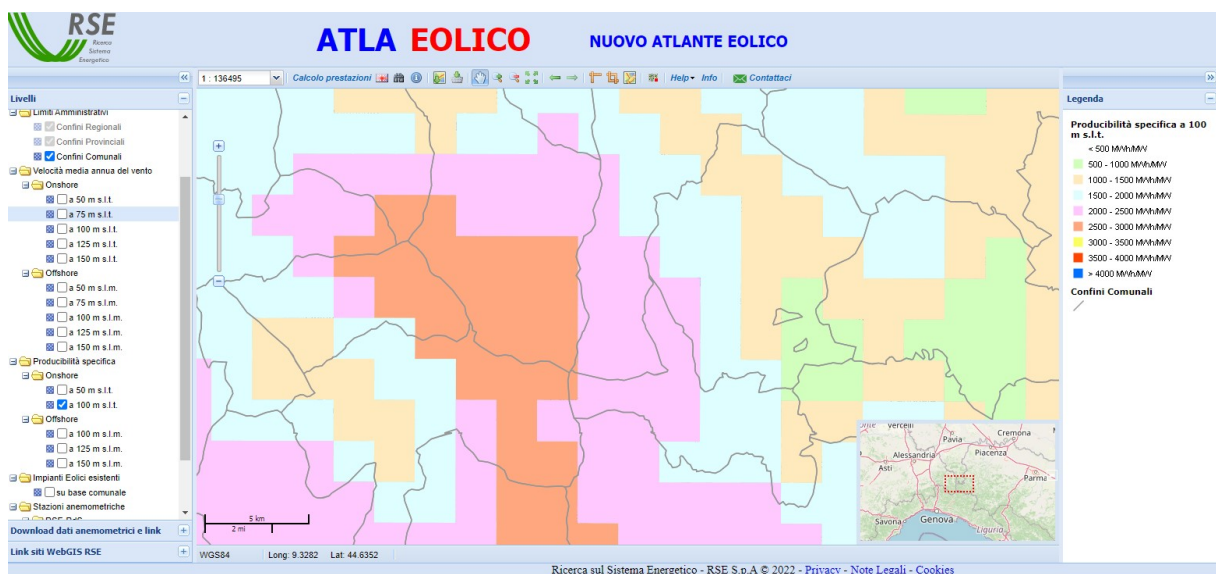 RSE
Ricerca
Sistema
Energetico
ATLA EOLICO
NUOVO ATLANTE EOLICO
1 : 136495
Calcolo prestazioni
Help
Info
Contattaci
Livelli
Limiti Amministrativi
Confini Regionali
Confini Provinciali
Confini Comunali
Velocità media annua del vento
Onshore
a 50 m s.l.t.
a 75 m s.l.t.
a 100 m s.l.t.
a 125 m s.l.t.
a 150 m s.l.t.
Offshore
a 50 m s.l.m.
a 75 m s.l.m.
a 100 m s.l.m.
a 125 m s.l.m.
a 150 m s.l.m.
Producibilità specifica
Onshore
a 50 m s.l.t.
a 100 m s.l.t.
Offshore
a 100 m s.l.m.
a 125 m s.l.m.
a 150 m s.l.m.
Impianti Eolici esistenti
su base comunale
Stazioni anemometriche
Download dati anemometrici e link
Link siti WebGIS RSE
5 km
2 mi
WGS84
Long: 9.3282 Lat: 44.6352
Vercelli
Pavia
Cremona
Alessandria
Piacenza
Asti
Parma
Savona
Genova
Liguria
Legenda
Producibilità specifica a 100
m s.l.t.
< 500 MWh/MW
500 - 1000 MWh/MW
1000 - 1500 MWh/MW
1500 - 2000 MWh/MW
2000 - 2500 MWh/MW
2500 - 3000 MWh/MW
3000 - 3500 MWh/MW
3500 - 4000 MWh/MW
> 4000 MWh/MW
Confini Comunali
Ricerca sul Sistema Energetico - RSE S.p.A © 2022 - Privacy - Note Legali - Cookies